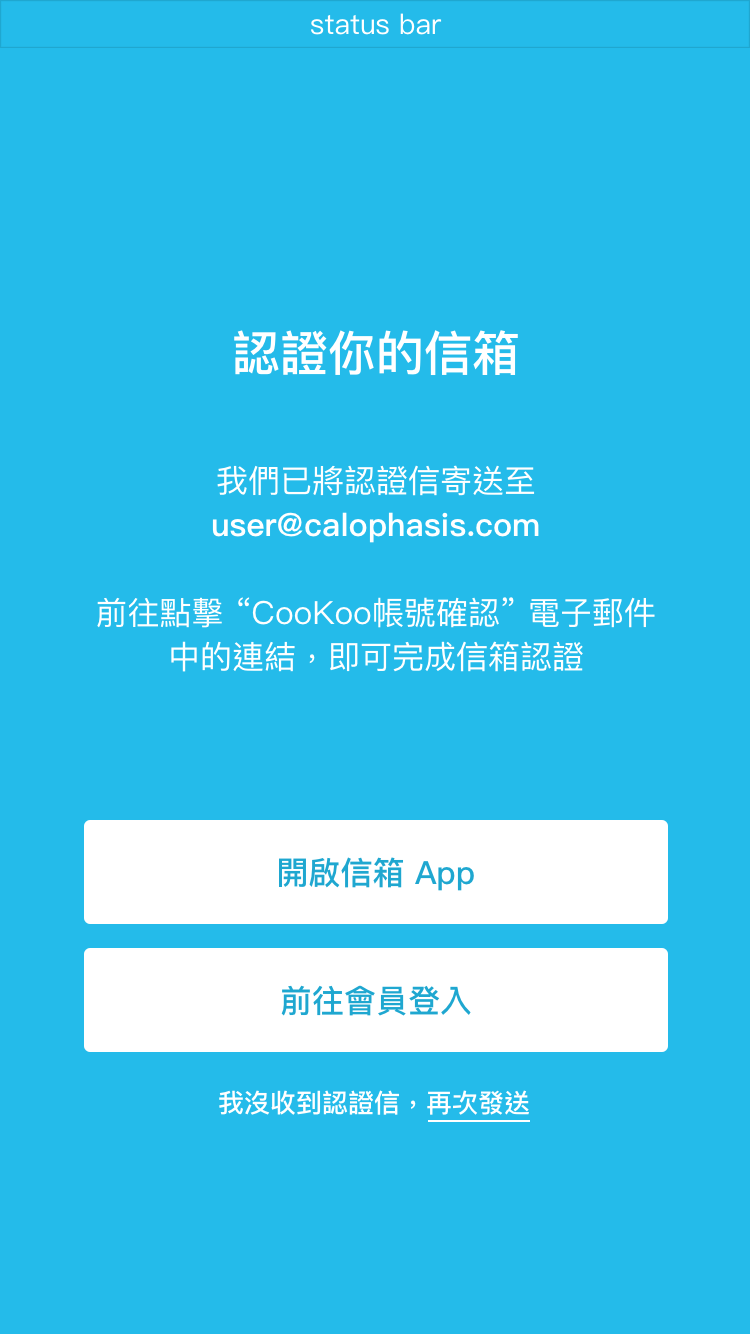 status bar
認證你的信箱
我們已將認證信寄送至
user@calophasis.com
前往點擊“CooKoo帳號確認”電子郵件
中的連結，即可完成信箱認證
開啟信箱 App
前往會員登入
我沒收到認證信，再次發送